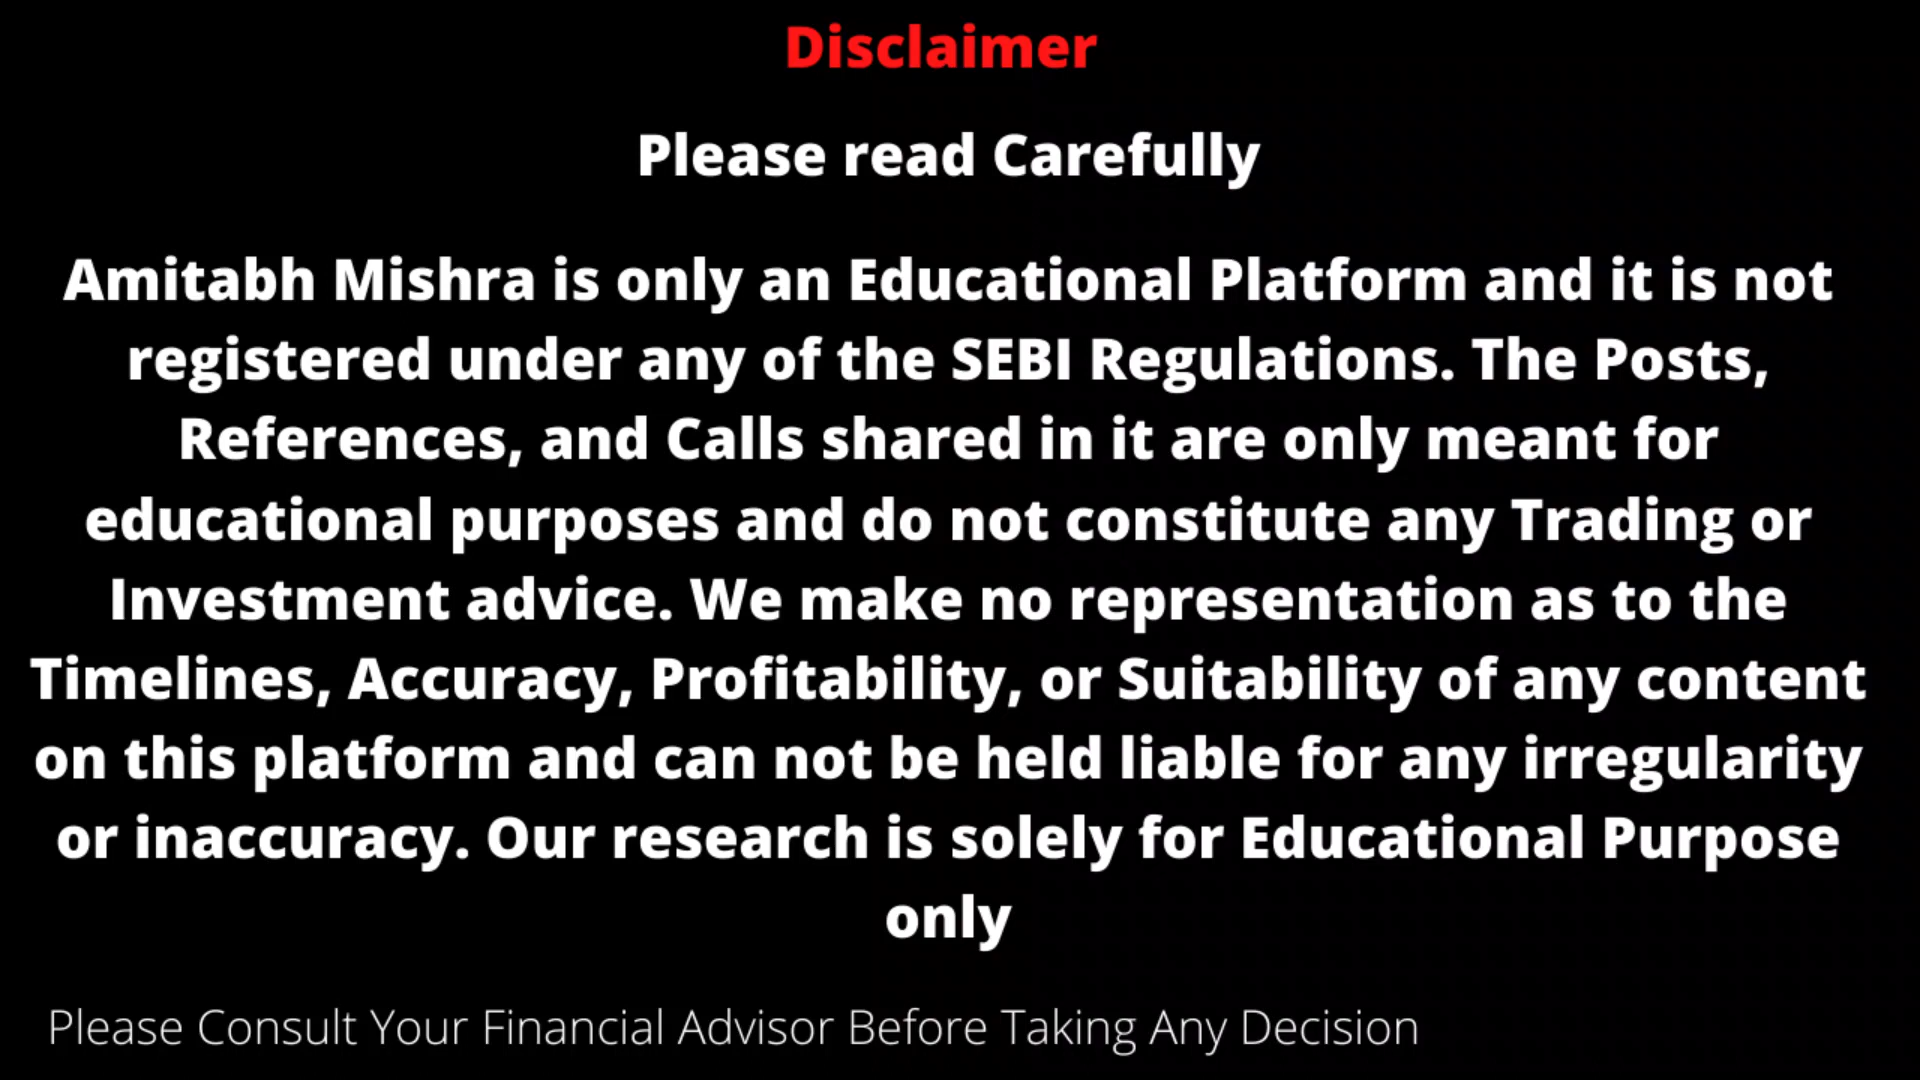 Disclaimer
Please read Carefully
Amitabh Mishra is only an Educational Platform and it is not
registered under any of the SEBI Regulations. The Posts,
References, and Calls shared in it are only meant for
educational purposes and do not constitute any Trading or
Investment advice. We make no representation as to the
Timelines, Accuracy, Profitability, or Suitability of any content
on this platform and can not be held liable for any irregularity
or inaccuracy. Our research is solely for Educational Purpose
only
Please Consult Your Financial Advisor Before Taking Any Decision